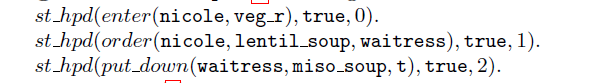 st_hpd(enter(nicole, veg_r), true, 0).
st_hpd(order(nicole, lentil_soup, waitress), true, 1).
st_hpd(put_down(waitress, miso_soup, t), true, 2).